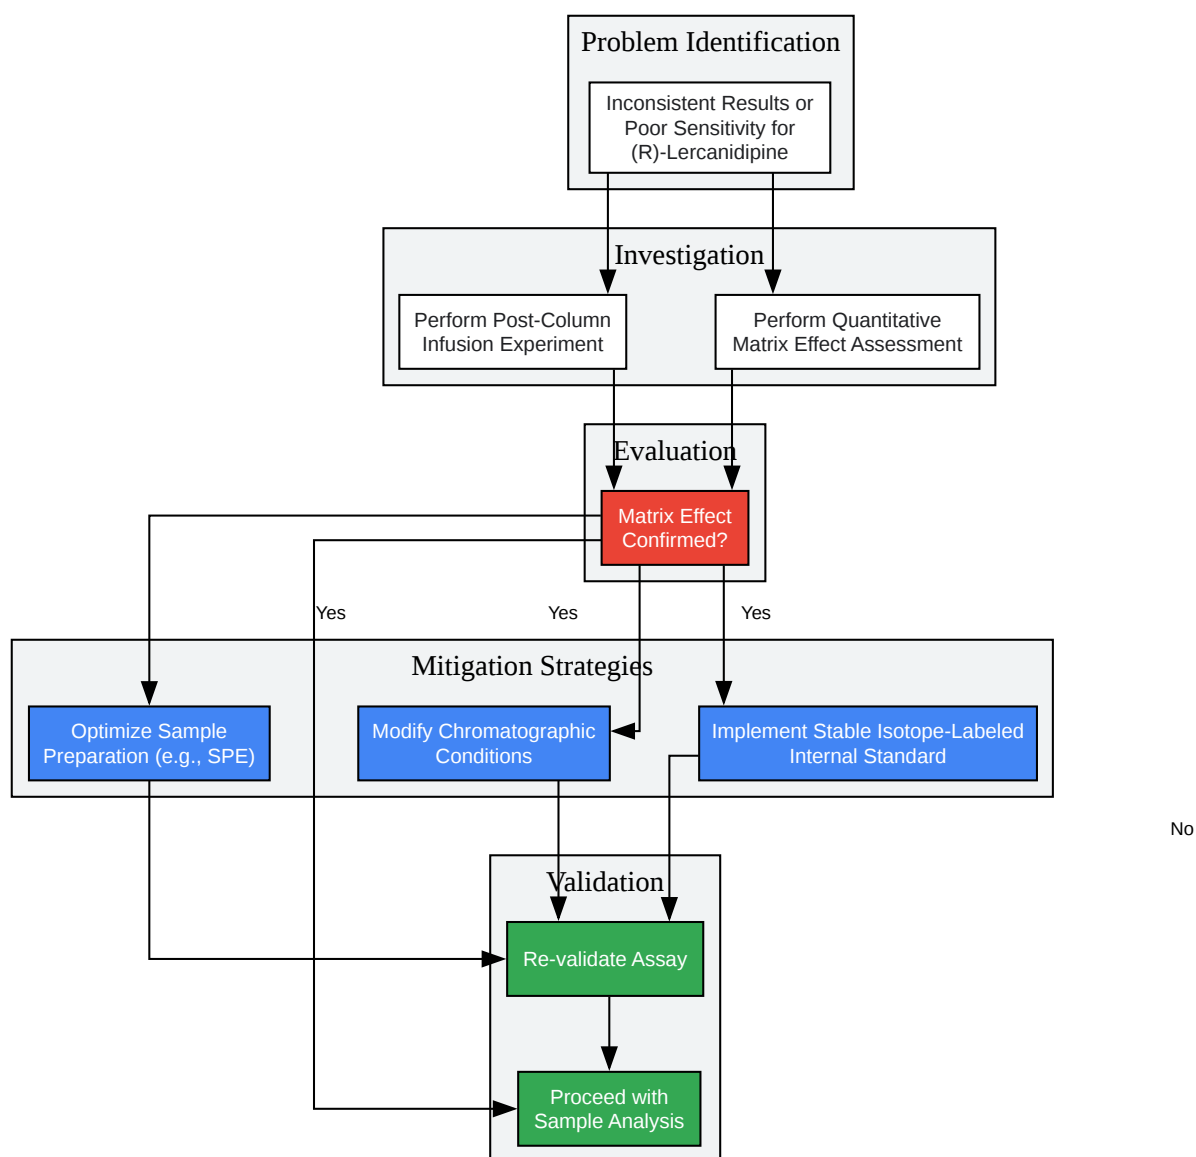 Problem Identification
Inconsistent Results or
Poor Sensitivity for
(R)-Lercanidipine
Investigation
Perform Post-Column
Infusion Experiment
Perform Quantitative
Matrix Effect Assessment
Evaluation
Matrix Effect
Confirmed?
Yes
Yes
Yes
Mitigation Strategies
Optimize Sample
Preparation (e.g., SPE)
Modify Chromatographic
Conditions
Implement Stable Isotope-Labeled
Internal Standard
No
Validation
Re-validate Assay
Proceed with
Sample Analysis